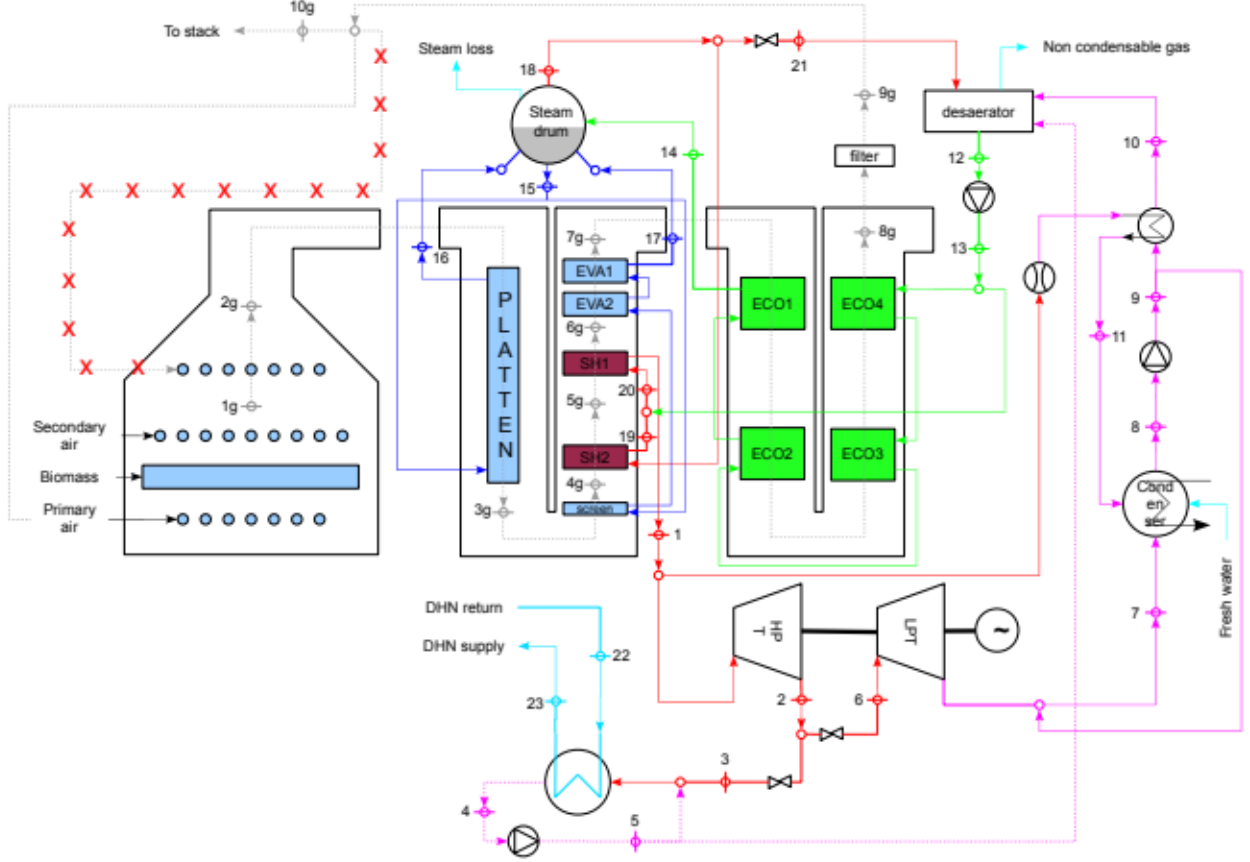 10g
To stack
Steam loss
Non condensable gas
18
21
Steam
drum
9g
desaerator
14
filter
12
10
15
X X X X X X X X X X X X X X X
16
17
7g
8g
13
EVA1
EVA2
PLATTEN
ECO1
ECO4
2g
6g
9
11
SH1
20
1g
5g
Secondary
air
19
8
SH2
ECO2
ECO3
Biomass
4g
Cond
en
ser
Primary
air
3g
screen
1
Fresh water
DHN return
HP
T
LPT
~
7
DHN supply
22
23
2
6
3
4
5